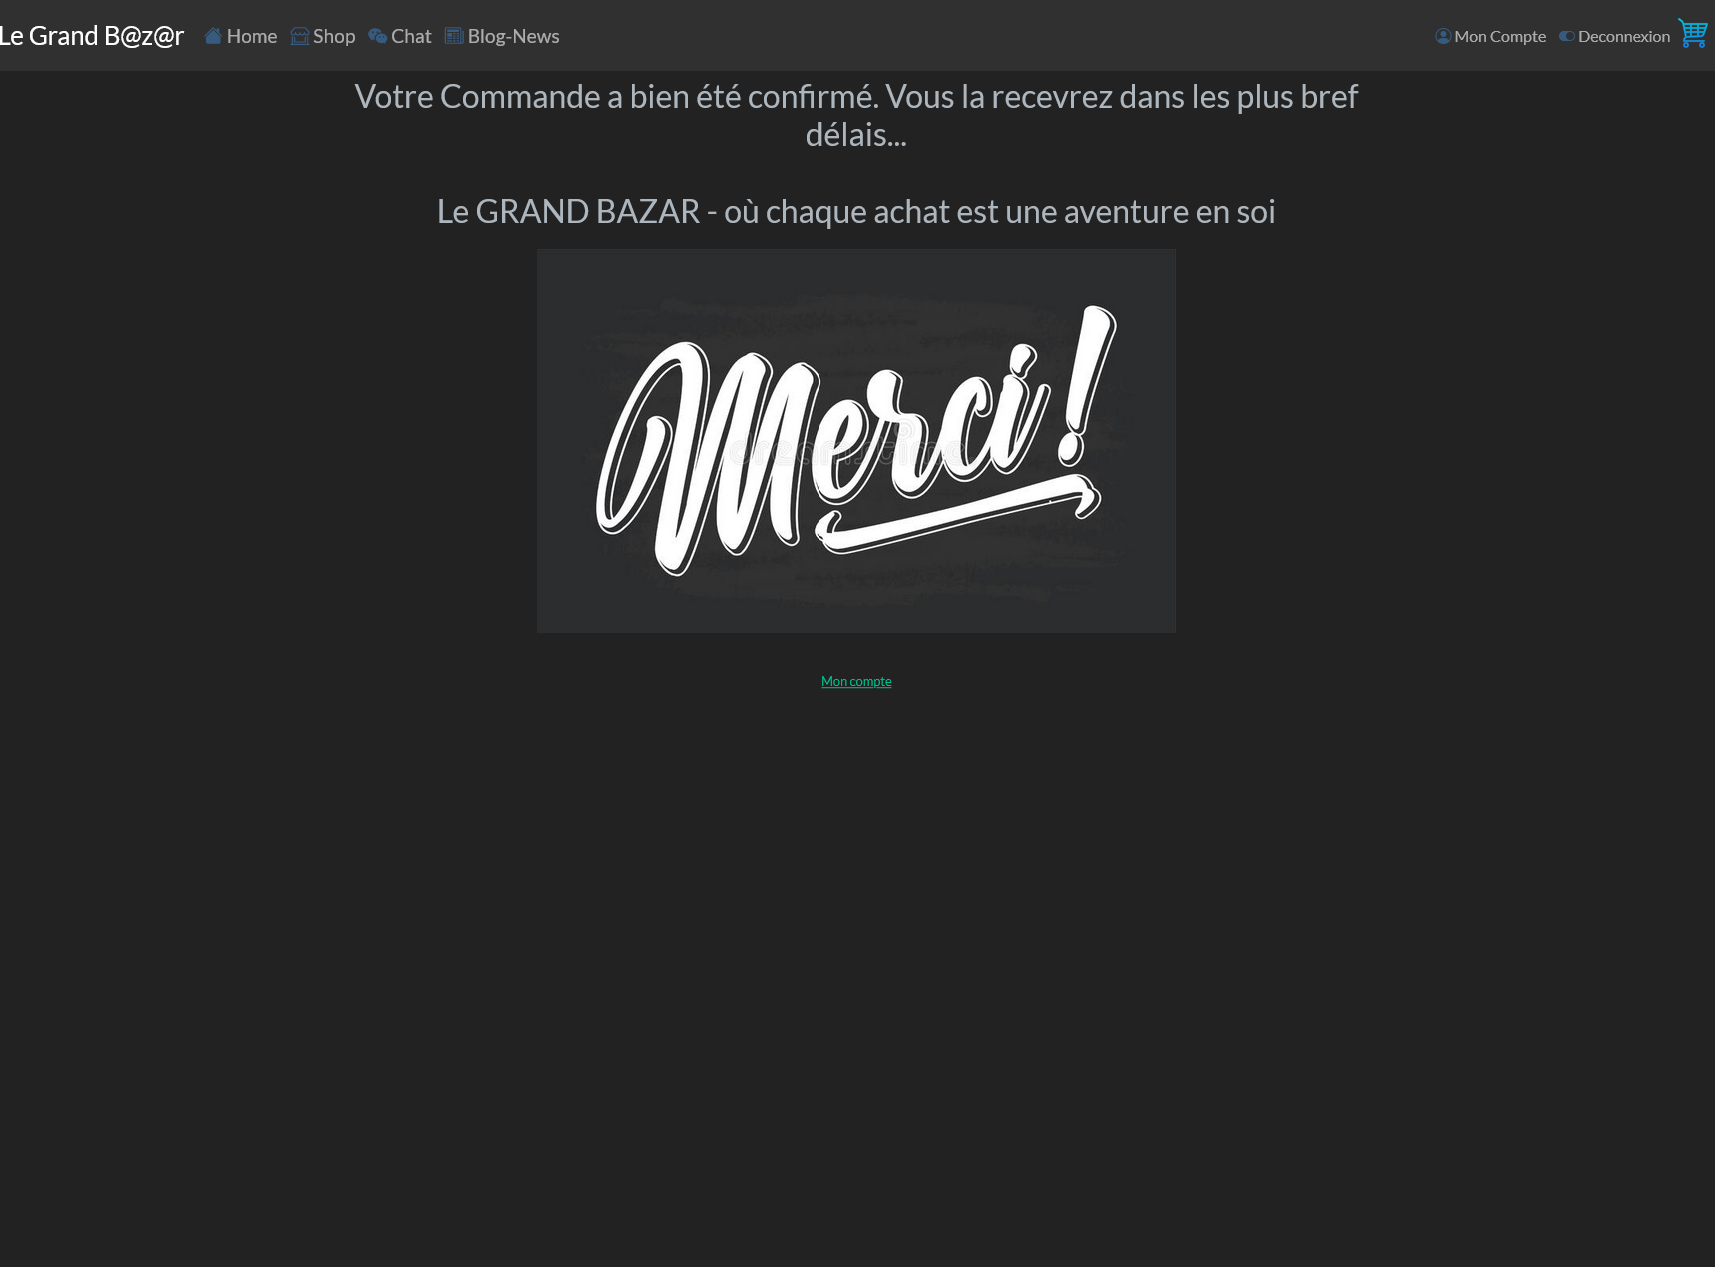 Le Grand B@z@r Home Shop Chat Blog-News Mon Compte Deconnexion
Votre Commande a bien été confirmé. Vous la recevrez dans les plus bref
délais...
Le GRAND BAZAR - où chaque achat est une aventure en soi
Merci!
dreamstime
Mon compte